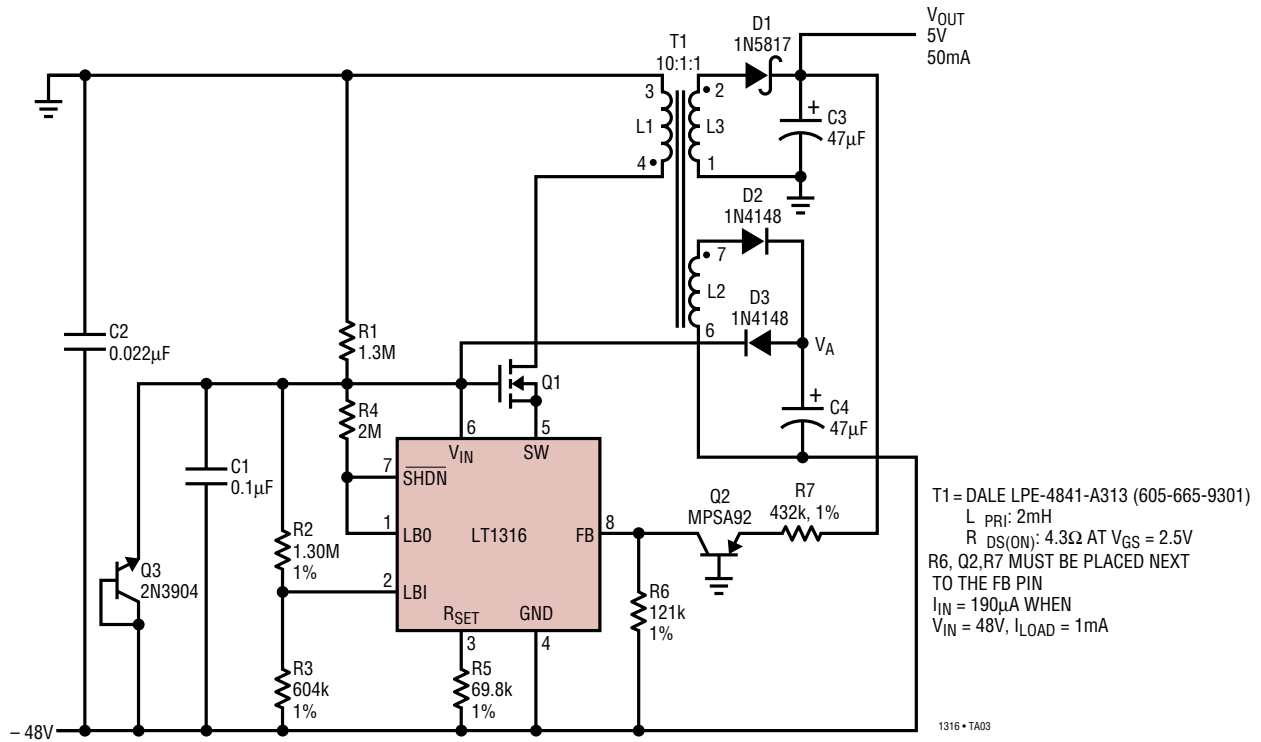 VOUT
5V
50mA
D1
1N5817
T1
10:1:1
3
2
L1
L3
4
1
+
C3
47µF
D2
1N4148
7
L2
D3
1N4148
6
VA
C2
0.022µF
R1
1.3M
Q1
R4
2M
+
C4
47µF
6
5
VIN
SW
7
SHDN
C1
0.1µF
1
LB0
LT1316
FB
8
Q2
MPSA92
R7
432k, 1%
T1 = DALE LPE-4841-A313 (605-665-9301)
L PRI: 2mH
R DS(ON): 4.3Ω AT VGS = 2.5V
R6, Q2,R7 MUST BE PLACED NEXT
TO THE FB PIN
IIN = 190µA WHEN
VIN = 48V, ILOAD = 1mA
R2
1.30M
1%
Q3
2N3904
2
LBI
RSET
GND
R6
121k
1%
3
4
R3
604k
1%
R5
69.8k
1%
– 48V
1316 • TA03